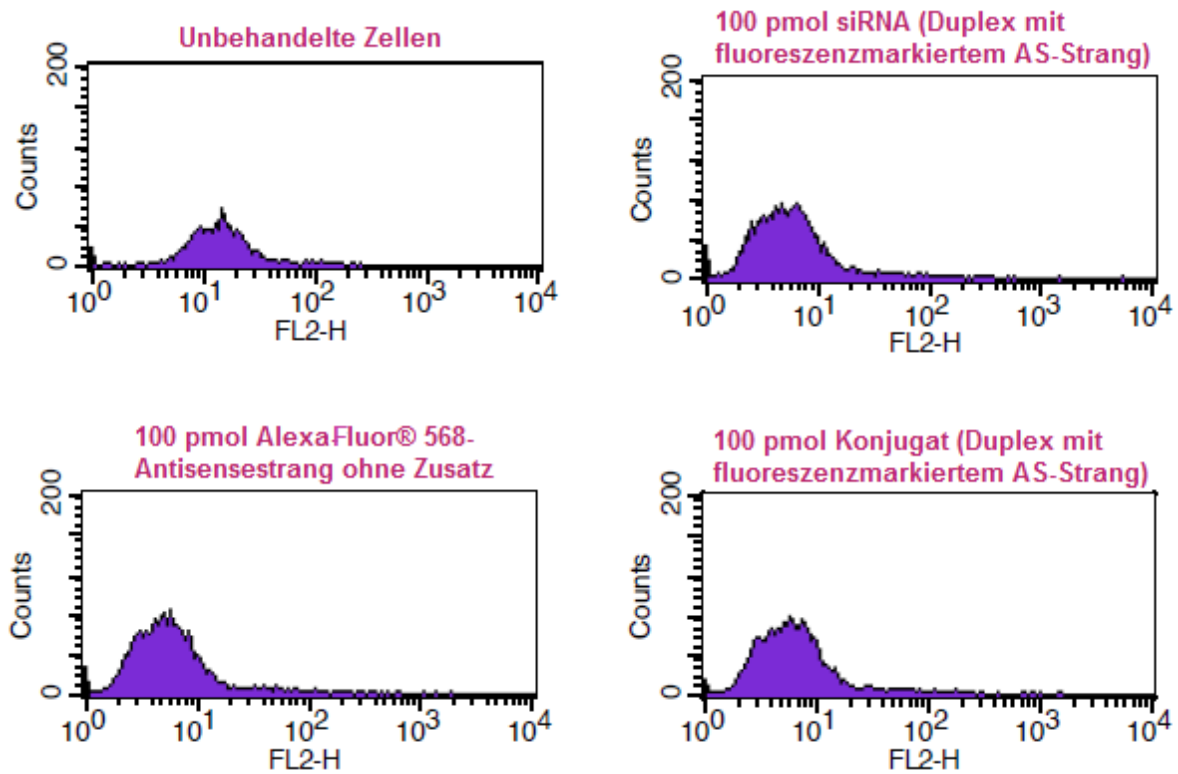 Unbehandelte Zellen
200
0
Counts
100 101 102 103 104
FL2-H
100 pmol siRNA (Duplex mit
fluoreszenzmarkiertem AS-Strang)
200
0
Counts
100 101 102 103 104
FL2-H
100 pmol AlexaFluor® 568-
Antisensestrang ohne Zusatz
200
0
Counts
100 101 102 103 104
FL2-H
100 pmol Konjugat (Duplex mit
fluoreszenzmarkiertem AS-Strang)
200
0
Counts
100 101 102 103 104
FL2-H